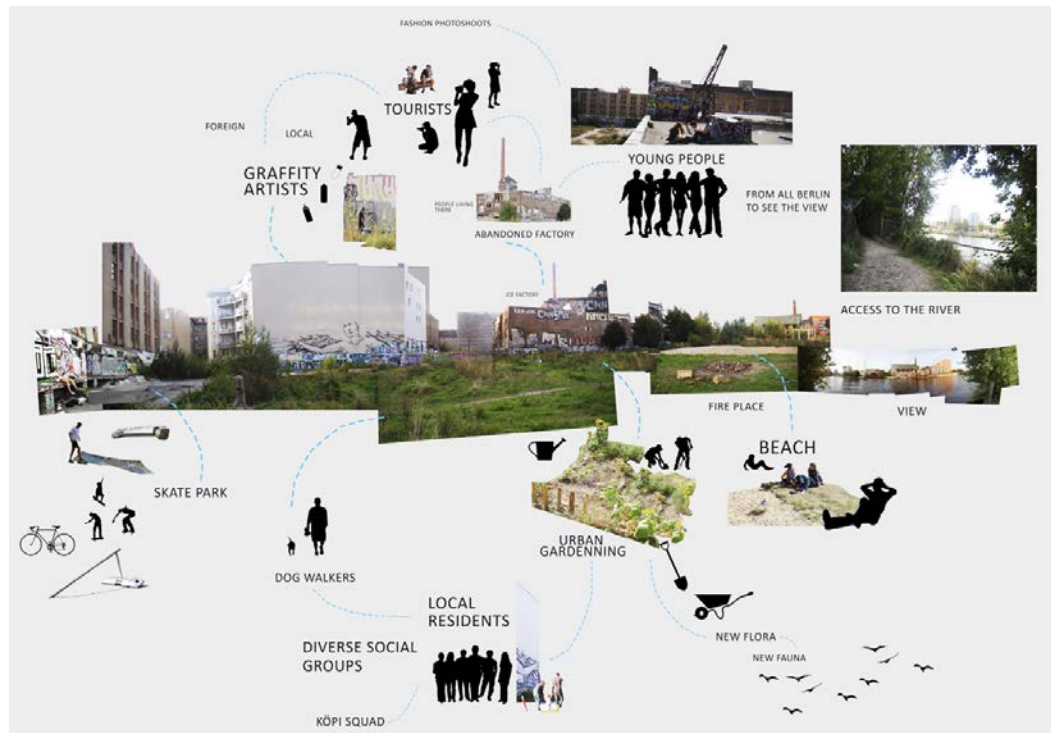 FASHION PHOTOSHOOTS
TOURISTS
FOREIGN
LOCAL
GRAFFITY
ARTISTS
YOUNG PEOPLE
FROM ALL BERLIN
TO SEE THE VIEW
PEOPLE LIVING
THERE
ABANDONED FACTORY
ICE FACTORY
ACCESS TO THE RIVER
FIRE PLACE
VIEW
BEACH
SKATE PARK
URBAN
GARDENNING
DOG WALKERS
LOCAL
RESIDENTS
DIVERSE SOCIAL
GROUPS
NEW FLORA
NEW FAUNA
KÖPI SQUAD